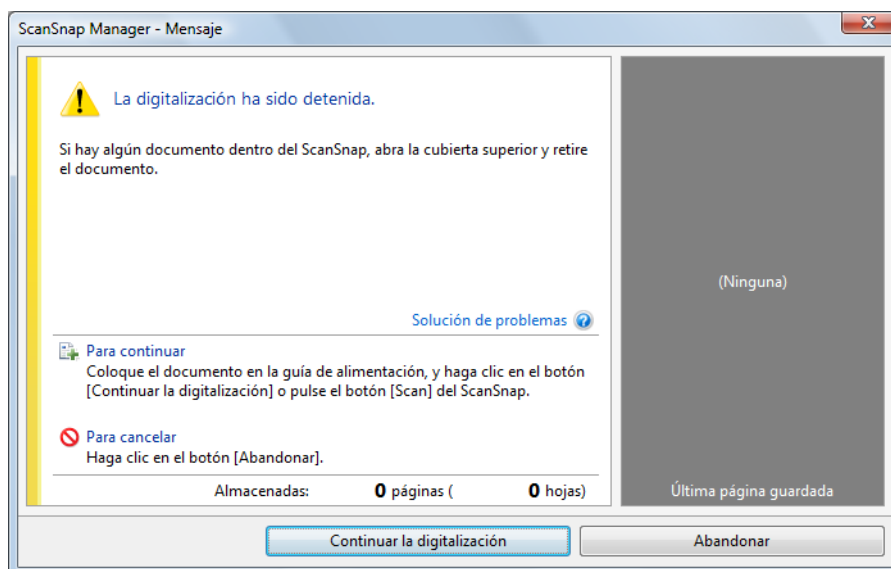 ScanSnap Manager - Mensaje
La digitalización ha sido detenida.
Si hay algún documento dentro del ScanSnap, abra la cubierta superior y retire
el documento.
(Ninguna)
Solución de problemas
Para continuar
Coloque el documento en la guía de alimentación, y haga clic en el botón
[Continuar la digitalización] o pulse el botón [Scan] del ScanSnap.
Para cancelar
Haga clic en el botón [Abandonar].
Almacenadas: 0 páginas ( 0 hojas)
Última página guardada
Continuar la digitalización
Abandonar